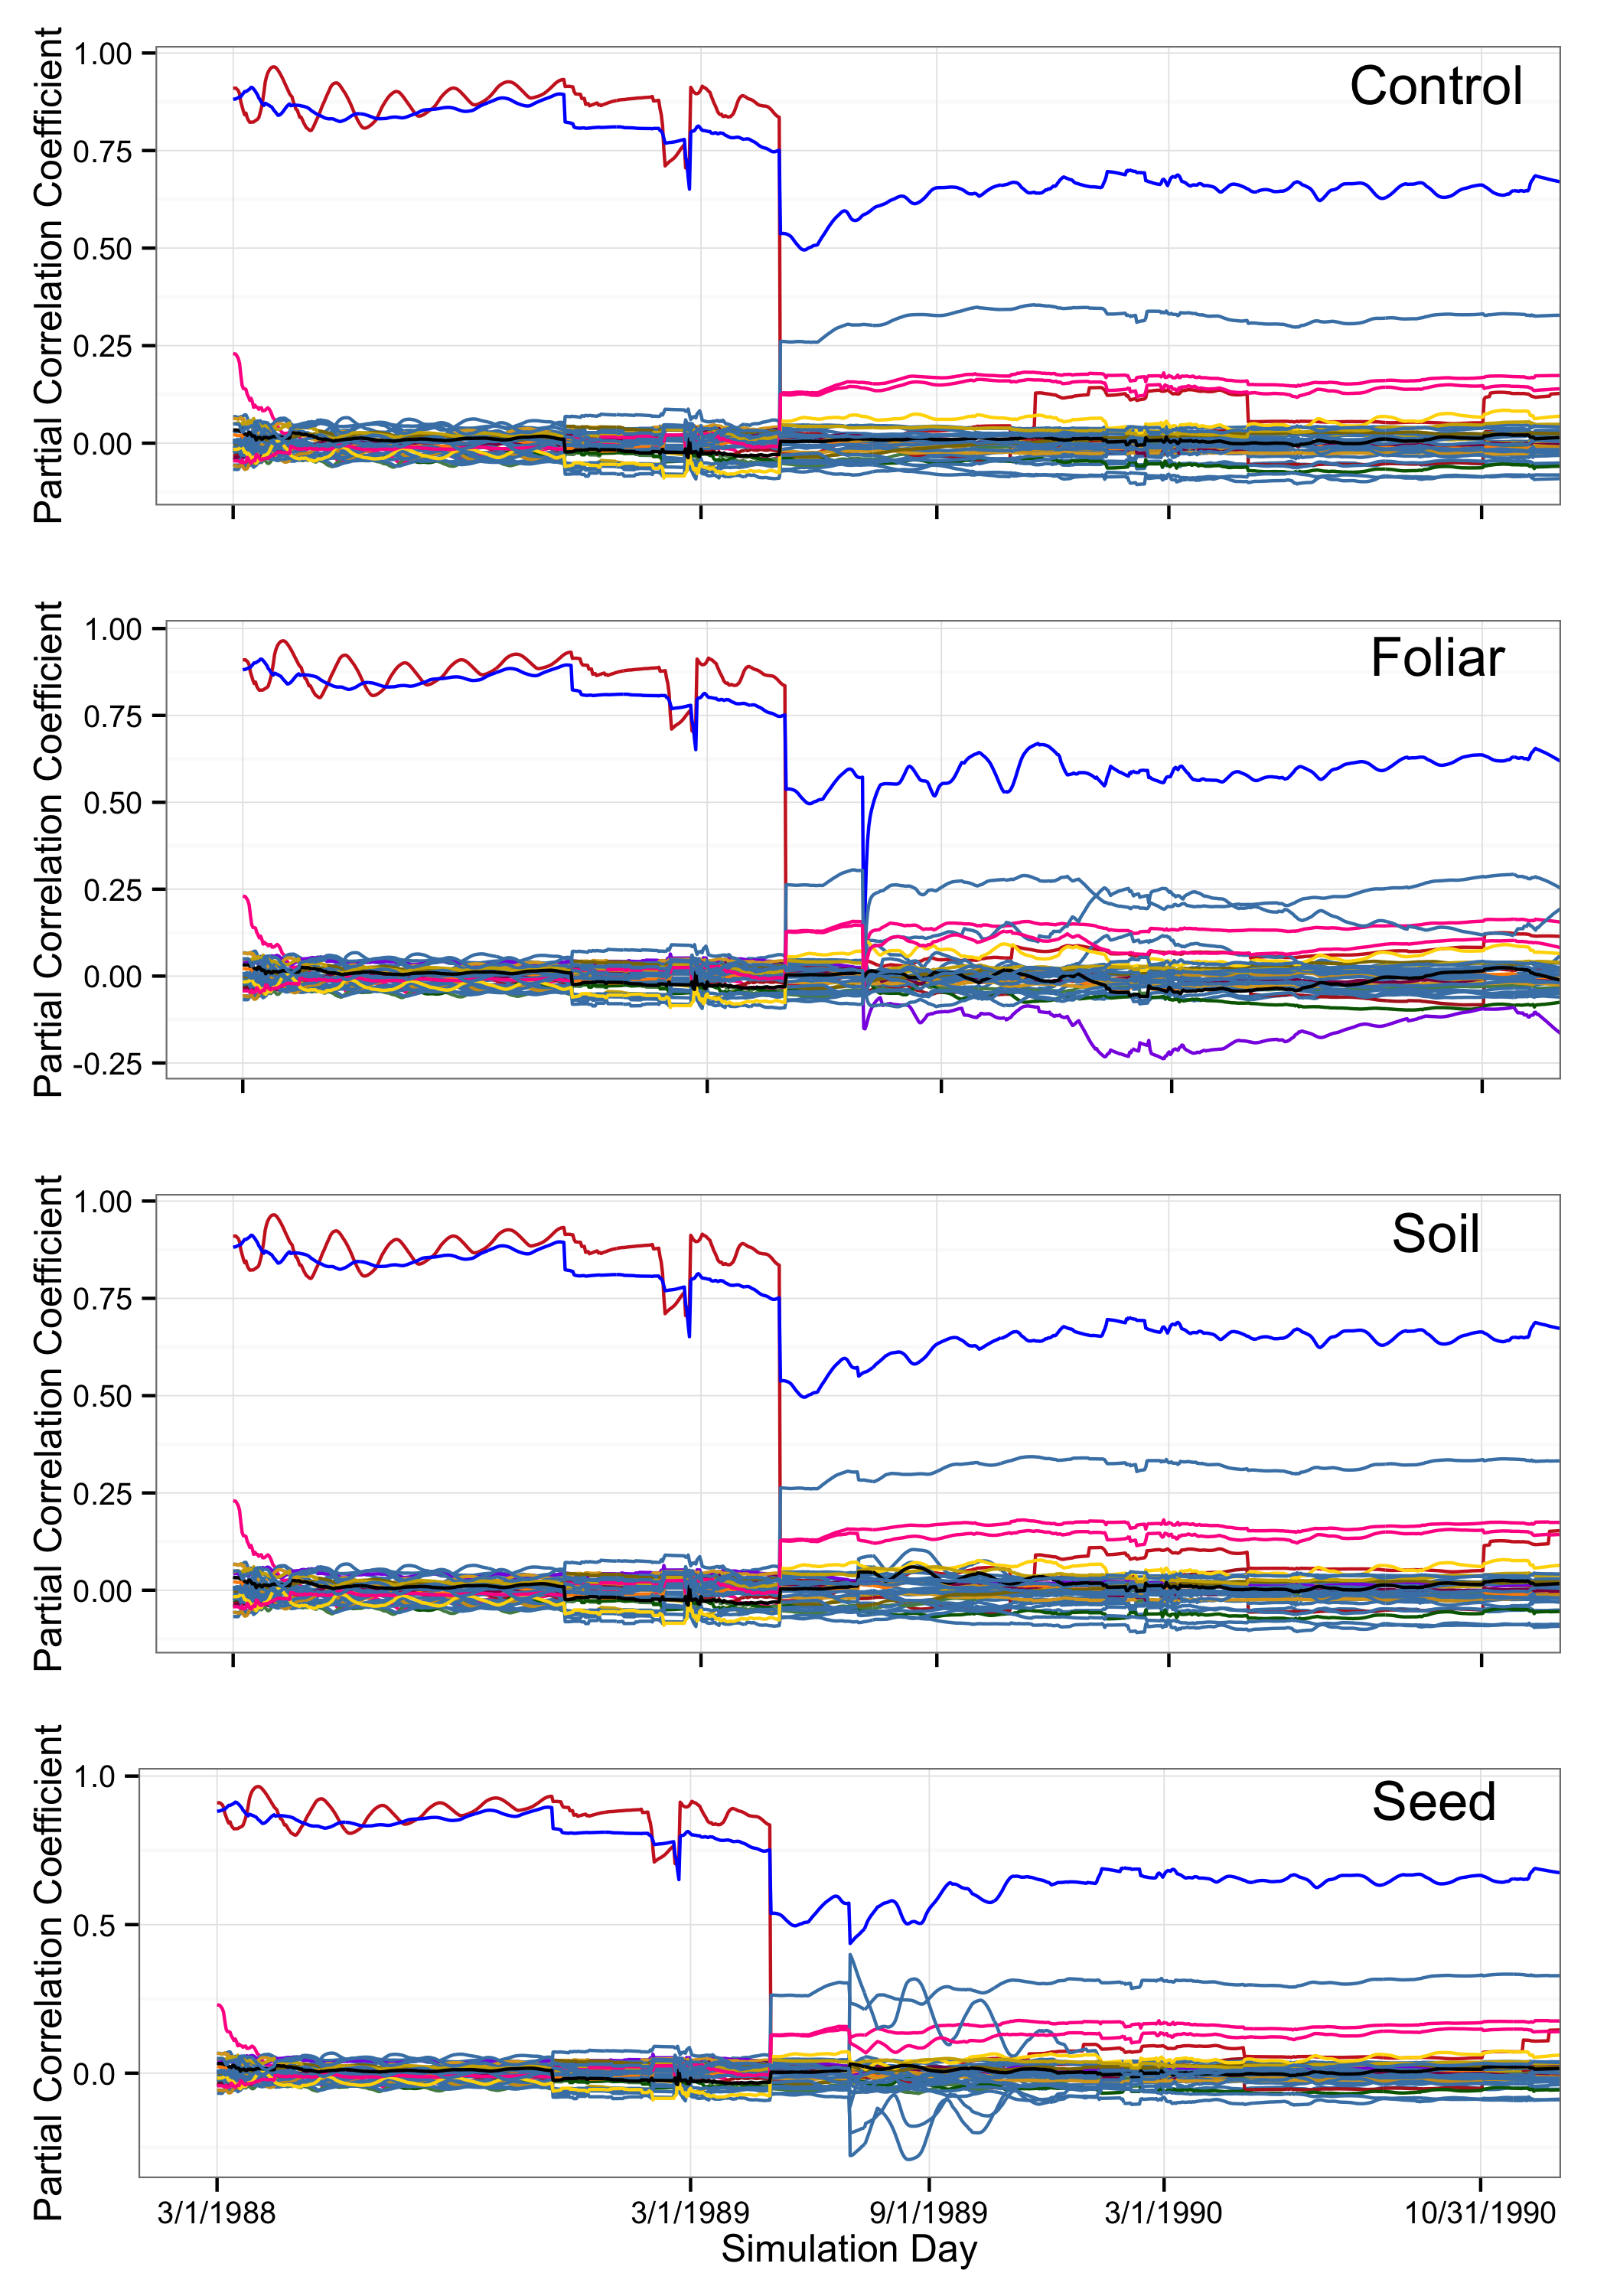 Partial Correlation Coefficient
1.00
0.75
0.50
0.25
0.00
Control
Partial Correlation Coefficient
1.00
0.75
0.50
0.25
0.00
-0.25
Foliar
Partial Correlation Coefficient
1.00
0.75
0.50
0.25
0.00
Soil
Partial Correlation Coefficient
1.0
0.5
0.0
Seed
3/1/1988 3/1/1989 9/1/1989 3/1/1990 10/31/1990
Simulation Day